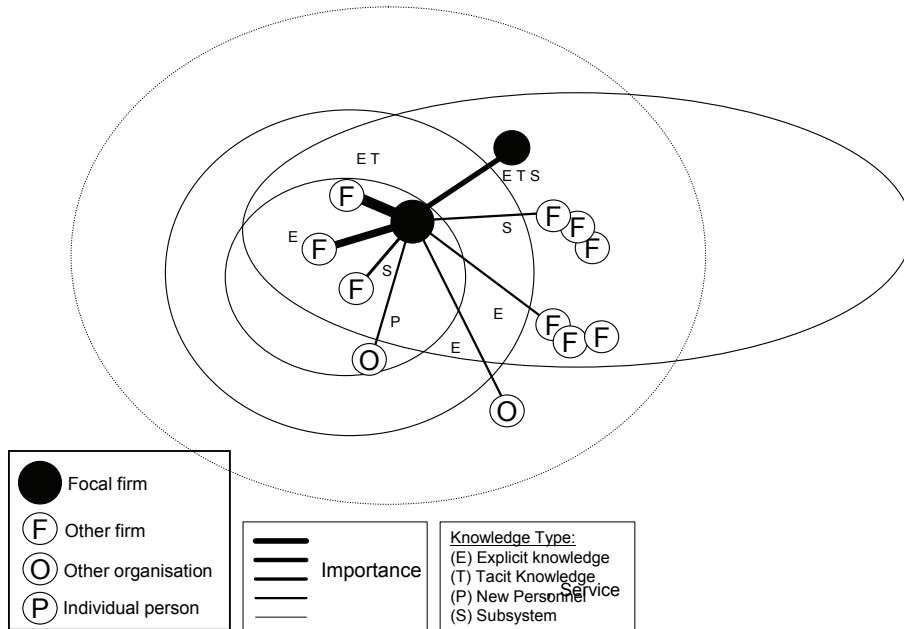 E T
E T S
F
F
F
F
F
S
E
F
S
E
F
F
F
P
E
O
O
Focal firm
F Other firm
O Other organisation
P Individual person
Importance
Knowledge Type:
(E) Explicit knowledge
(T) Tacit Knowledge
(P) New Personnel
, Service
(S) Subsystem